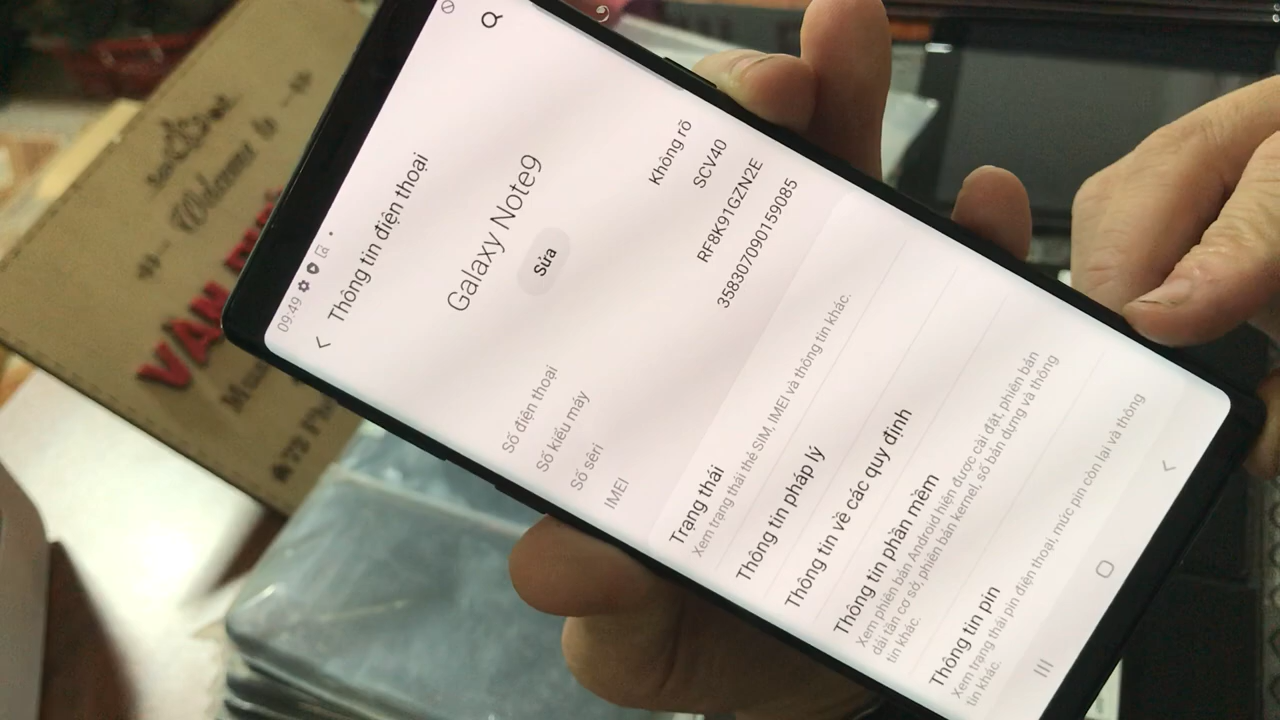 09:49
Thông tin điện thoại
Galaxy Note9
Sửa
Số điện thoại Không rõ
Số kiểu máy SCV40
Số sêri RF8K91GZN2E
IMEI 358307090159085
Trạng thái
Xem trạng thái thẻ SIM, IMEI và thông tin khác.
Thông tin pháp lý
Thông tin về các quy định
Thông tin phần mềm
Xem phiên bản Android hiện được cài đặt, phiên bản
dải tần cơ sở, phiên bản kernel, số bản dựng và thông
tin khác.
Thông tin pin
Xem trạng thái pin điện thoại, mức pin còn lại và thông
tin khác.
Welcome to
VÀN